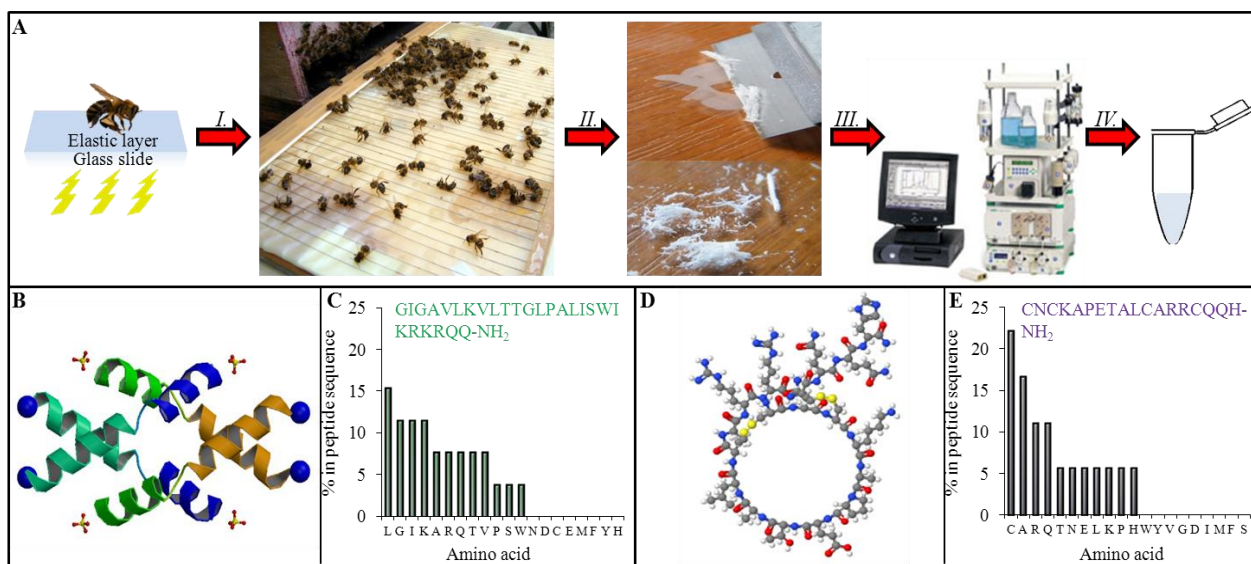 A
Elastic layer
Glass slide
I.
II.
III.
IV.
B
C
GIGAVLKVLTTGLPALISWI
KRKRQQ-NH2
25
20
15
10
5
0
% in peptide sequence
L G I K A R Q T V P S W N D C E M F Y H
Amino acid
D
E
CNCKAPETALCARRCQQH-
NH2
25
20
15
10
5
0
% in peptide sequence
C A R Q T N E L K P H W Y V G D I M F S
Amino acid